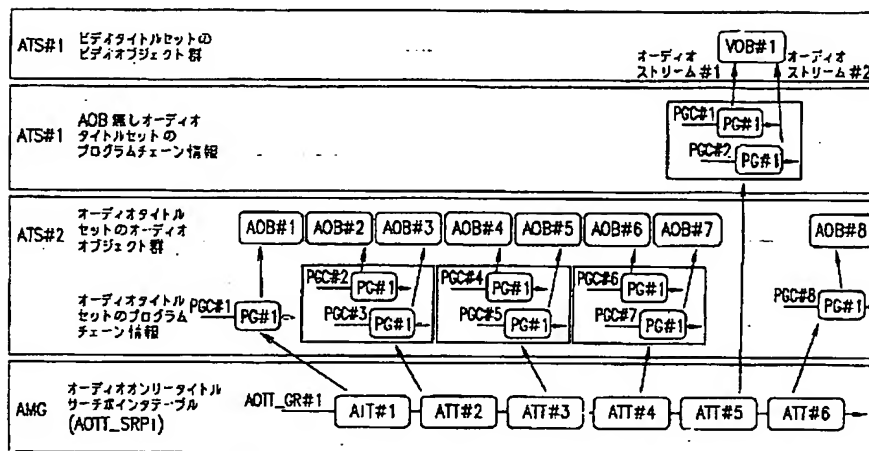 ATS#1
ビデオタイトルセットの
ビデオオブジェクト群
VOB#1
オーディオ
ストリーム#1
オーディオ
ストリーム#2
ATS#1
AOB無しオーディオ
タイトルセットの
プログラムチェーン情報
PGC#1
PG#1
PGC#2
PG#1
ATS#2
オーディオタイトル
セットのオーディオ
オブジェクト群
AOB#1 AOB#2 AOB#3 AOB#4 AOB#5 AOB#6 AOB#7 AOB#8
オーディオタイトル
セットのプログラム
チェーン情報
PGC#1
PG#1
PGC#2
PG#1
PGC#3
PG#1
PGC#4
PG#1
PGC#5
PG#1
PGC#6
PG#1
PGC#7
PG#1
PGC#8
PG#1
AMG
オーディオオンリータイトル
サーチポインタテーブル
(AOTT_SRPI)
AOTT_GR#1
AIT#1 ATT#2 ATT#3 ATT#4 ATT#5 ATT#6